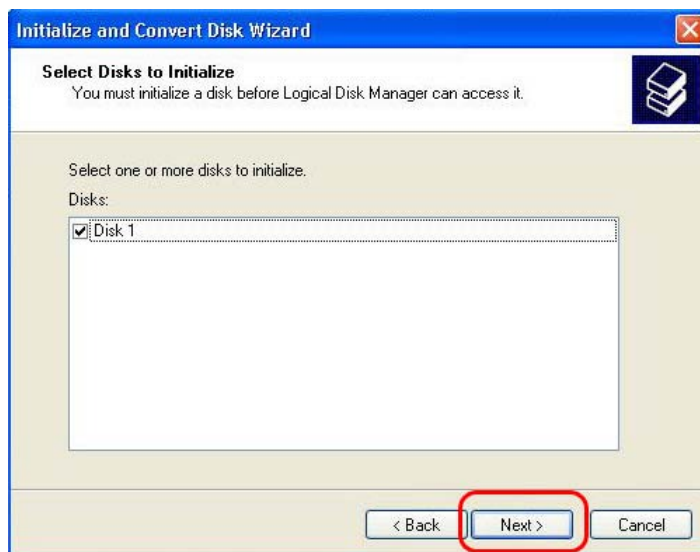 Initialize and Convert Disk Wizard
Select Disks to Initialize
You must initialize a disk before Logical Disk Manager can access it.
Select one or more disks to initialize.
Disks:
Disk 1
< Back
Next >
Cancel